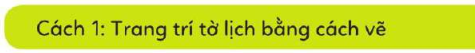 Cách 1: Trang trí tờ lịch bằng cách vẽ